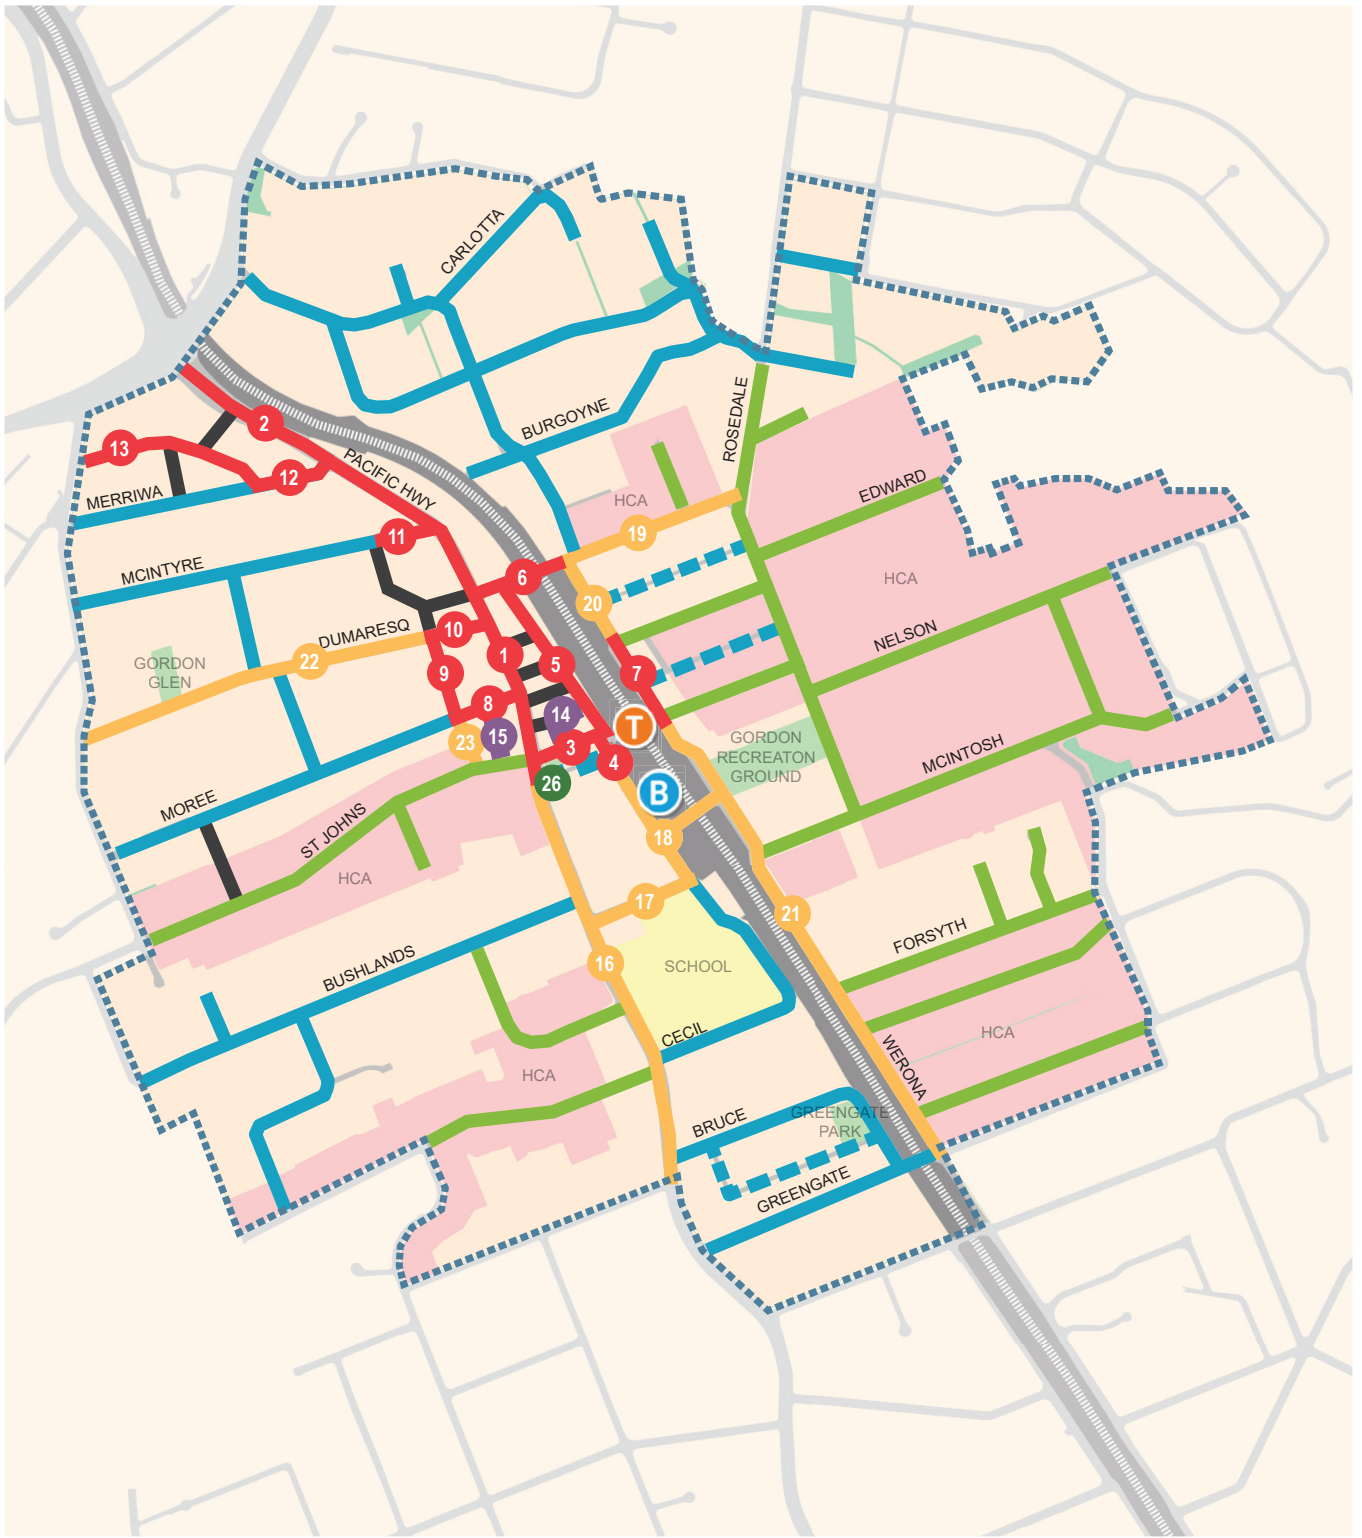 CARLOTTA
BURGOYNE
ROSEDALE
2
13
12
PACIFIC HWY
MERRIWA
EDWARD
HCA
19
11
MCINTYRE
6
HCA
20
DUMARESQ
10
NELSON
22
1
5
GORDON
GLEN
9
7
8
14
T
23
15
3
GORDON
RECREATON
GROUND
MCINTOSH
4
26
B
MOREE
ST JOHNS
18
HCA
17
21
FORSYTH
BUSHLANDS
16
SCHOOL
CECIL
HCA
WERONA
HCA
BRUCE
GREENGATE
PARK
GREENGATE